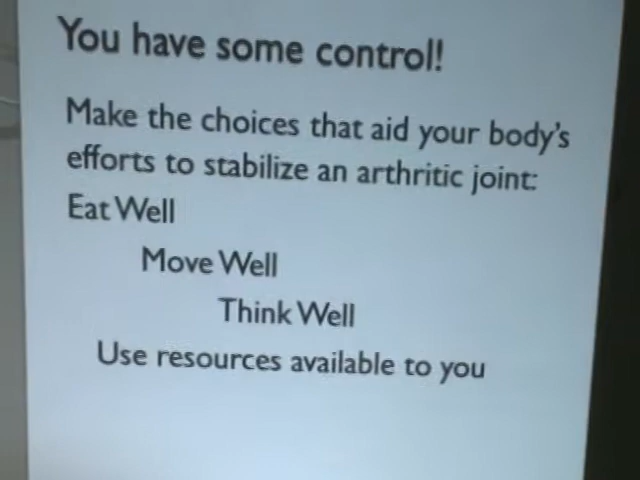 You have some control!
Make the choices that aid your body's
efforts to stabilize an arthritic joint:
Eat Well
Move Well
Think Well
Use resources available to you